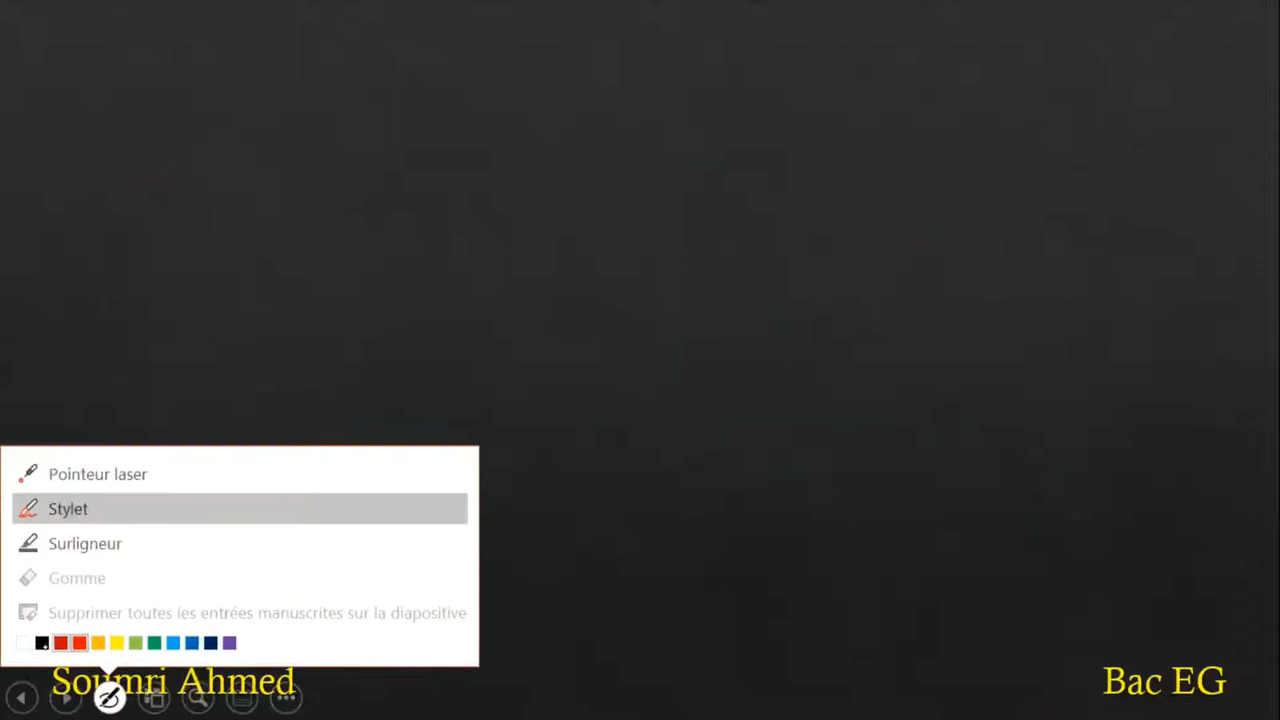 Pointeur laser
Stylet
Surligneur
Gomme
Supprimer toutes les entrées manuscrites sur la diapositive
Soumri Ahmed
Bac EG